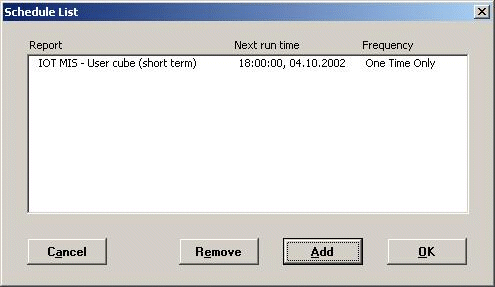 Schedule List
Report Next run time Frequency
IOT MIS - User cube (short term) 18:00:00, 04.10.2002 One Time Only
Cancel Remove Add OK